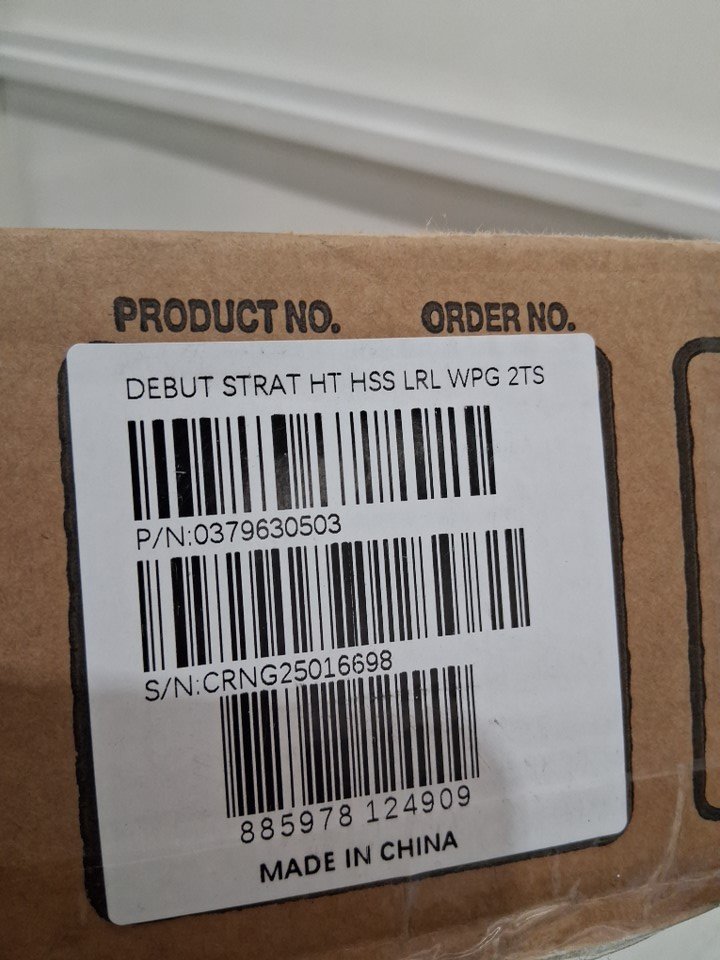 PRODUCT NO. ORDER NO.
DEBUT STRAT HT HSS LRL WPG 2TS
P/N:0379630503
S/N:CRNG25016698
885978 124909
MADE IN CHINA